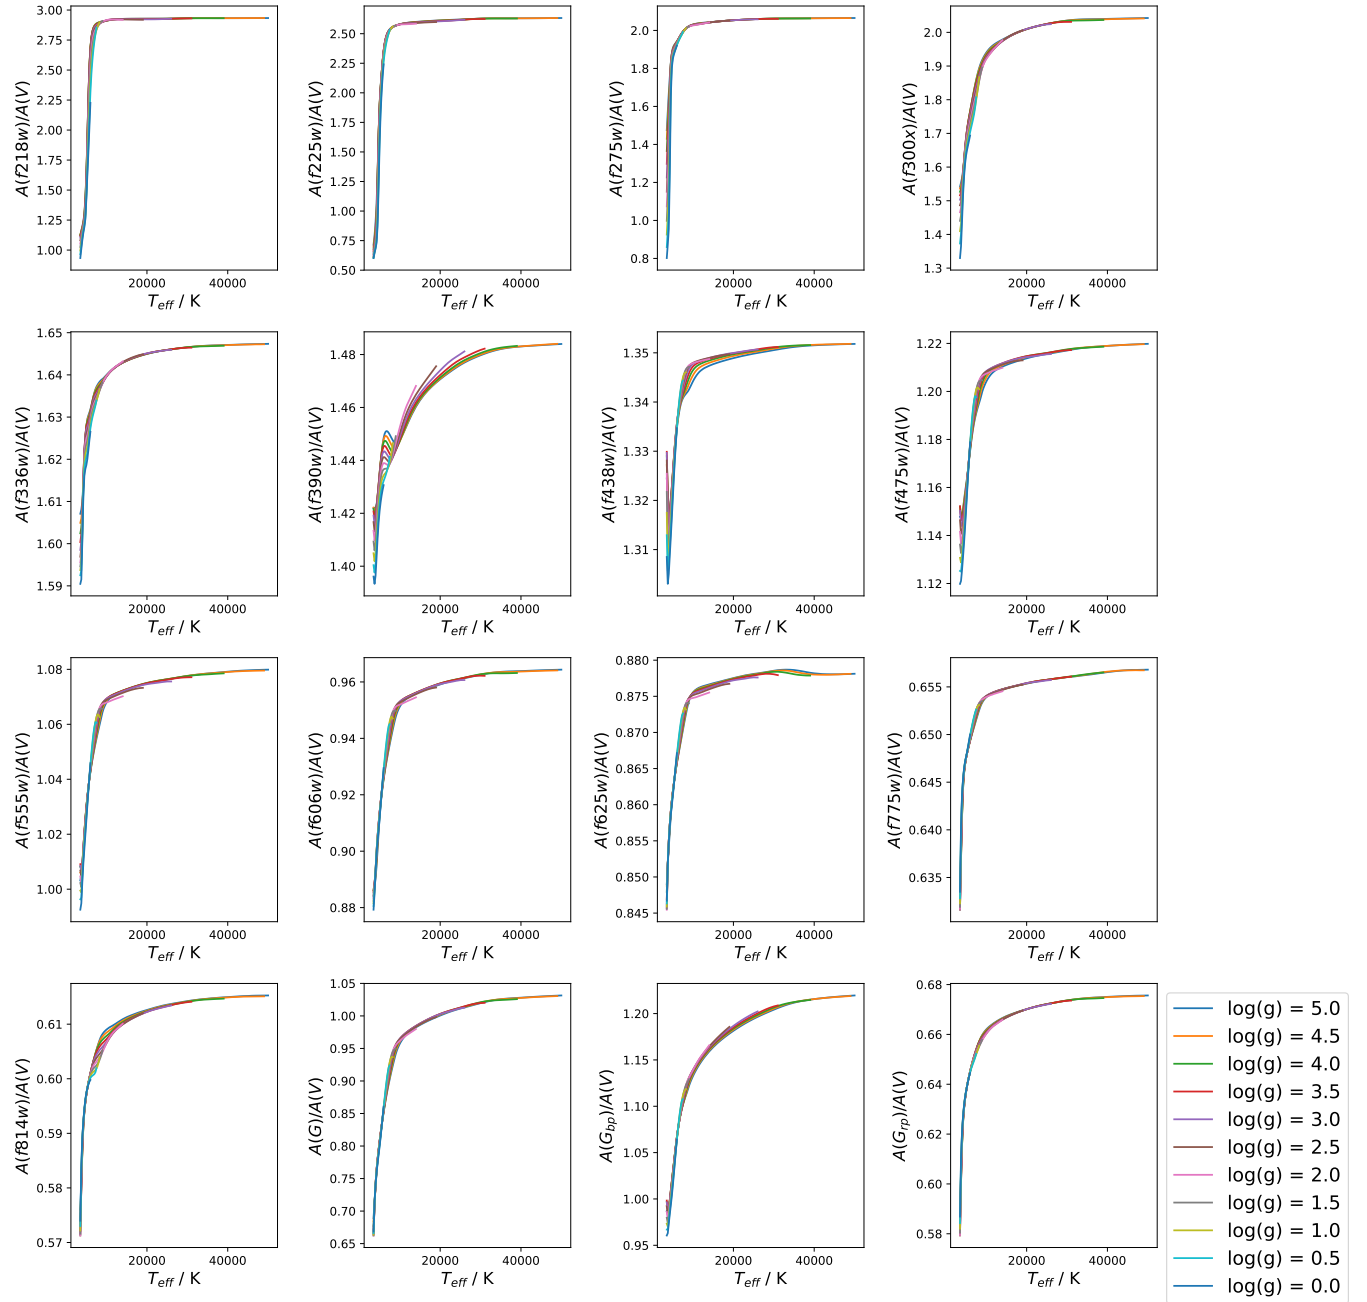 3.00
2.75
2.50
2.25
2.00
1.75
1.50
1.25
1.00
A(f218w)/A(V)
20000 40000
T_eff / K
2.50
2.25
2.00
1.75
1.50
1.25
1.00
0.75
0.50
A(f225w)/A(V)
20000 40000
T_eff / K
2.0
1.8
1.6
1.4
1.2
1.0
0.8
A(f275w)/A(V)
20000 40000
T_eff / K
2.0
1.9
1.8
1.7
1.6
1.5
1.4
1.3
A(f300x)/A(V)
20000 40000
T_eff / K
1.65
1.64
1.63
1.62
1.61
1.60
1.59
A(f336w)/A(V)
20000 40000
T_eff / K
1.48
1.46
1.44
1.42
1.40
A(f390w)/A(V)
20000 40000
T_eff / K
1.35
1.34
1.33
1.32
1.31
A(f438w)/A(V)
20000 40000
T_eff / K
1.22
1.20
1.18
1.16
1.14
1.12
A(f475w)/A(V)
20000 40000
T_eff / K
1.08
1.06
1.04
1.02
1.00
A(f555w)/A(V)
20000 40000
T_eff / K
0.96
0.94
0.92
0.90
0.88
A(f606w)/A(V)
20000 40000
T_eff / K
0.880
0.875
0.870
0.865
0.860
0.855
0.850
0.845
A(f625w)/A(V)
20000 40000
T_eff / K
0.655
0.650
0.645
0.640
0.635
A(f775w)/A(V)
20000 40000
T_eff / K
0.61
0.60
0.59
0.58
0.57
A(f814w)/A(V)
20000 40000
T_eff / K
1.05
1.00
0.95
0.90
0.85
0.80
0.75
0.70
0.65
A(G)/A(V)
20000 40000
T_eff / K
1.20
1.15
1.10
1.05
1.00
0.95
A(G_bp)/A(V)
20000 40000
T_eff / K
0.68
0.66
0.64
0.62
0.60
0.58
A(G_rp)/A(V)
20000 40000
T_eff / K
log(g) = 5.0
log(g) = 4.5
log(g) = 4.0
log(g) = 3.5
log(g) = 3.0
log(g) = 2.5
log(g) = 2.0
log(g) = 1.5
log(g) = 1.0
log(g) = 0.5
log(g) = 0.0